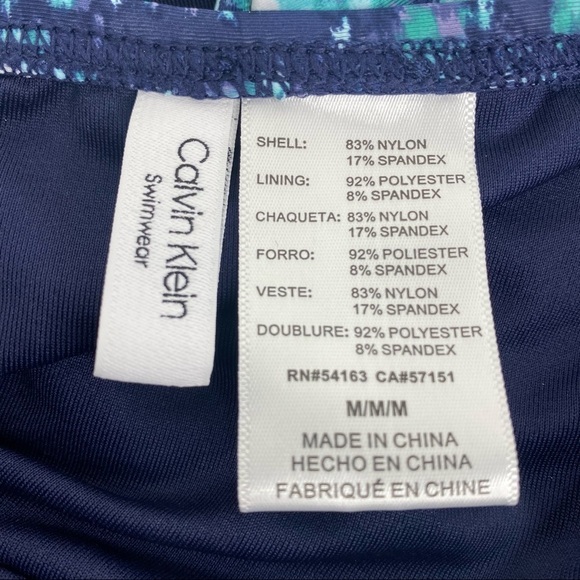 Calvin Klein
Swimwear
SHELL: 83% NYLON
17% SPANDEX
LINING: 92% POLYESTER
8% SPANDEX
CHAQUETA: 83% NYLON
17% SPANDEX
FORRO: 92% POLIESTER
8% SPANDEX
VESTE: 83% NYLON
17% SPANDEX
DOUBLURE: 92% POLYESTER
8% SPANDEX
RN#54163 CA#57151
M/M/M
MADE IN CHINA
HECHO EN CHINA
FABRIQUÉ EN CHINE